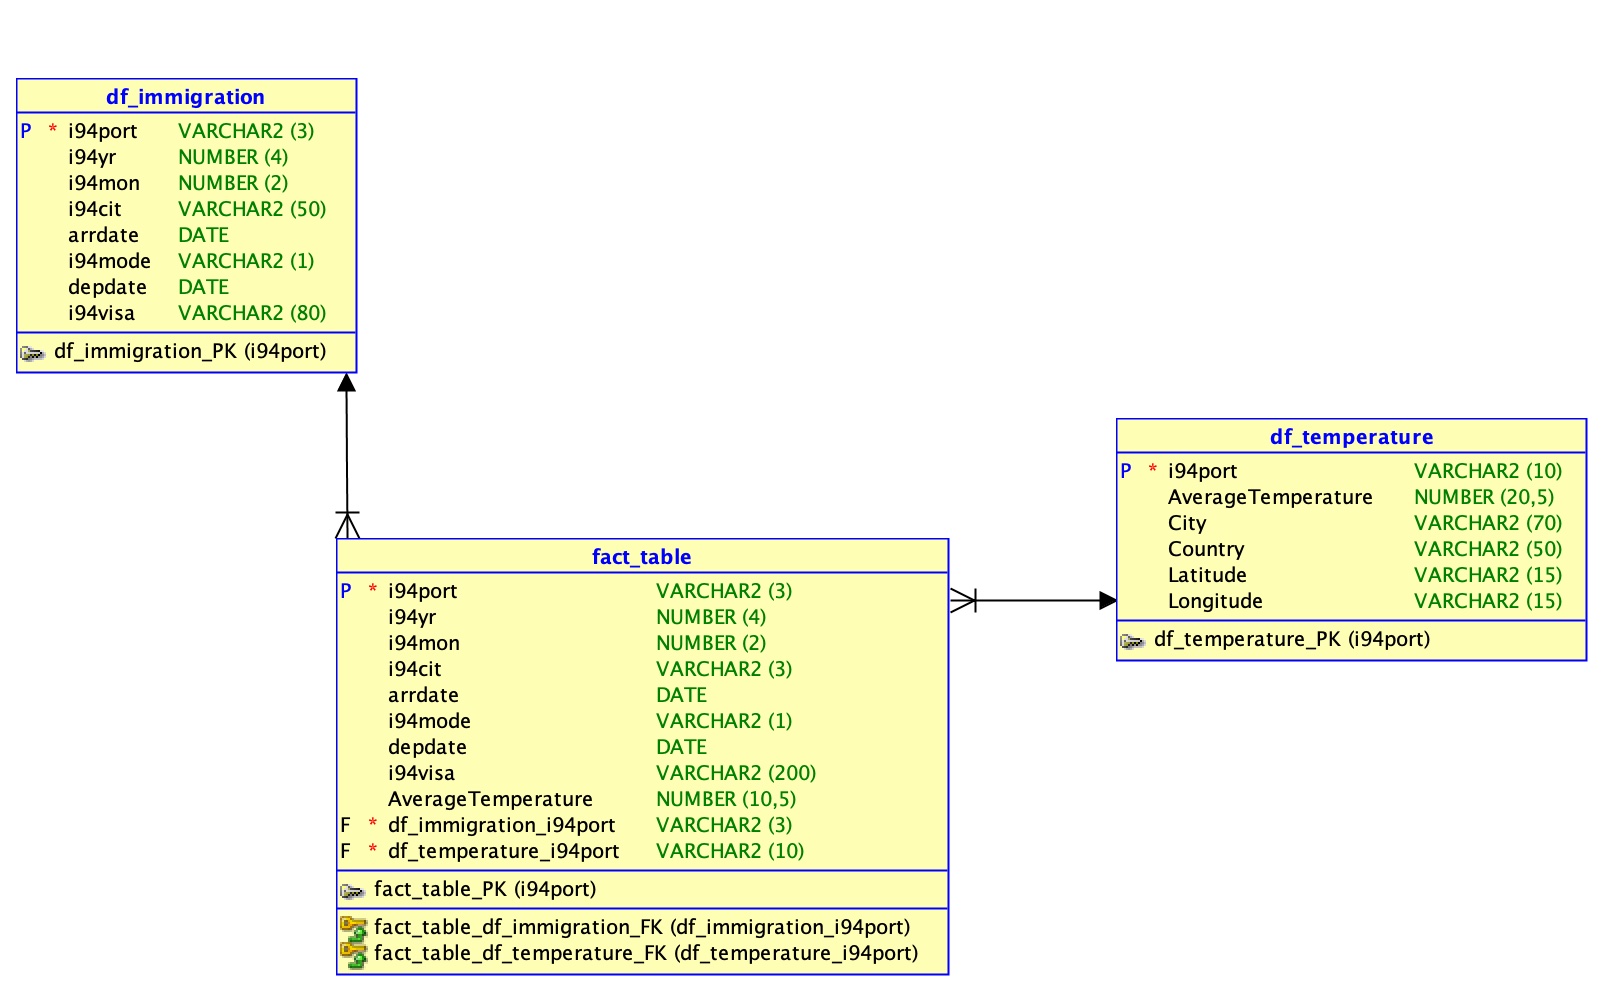 df_immigration
P * i94port VARCHAR2 (3)
i94yr NUMBER (4)
i94mon NUMBER (2)
i94cit VARCHAR2 (50)
arrdate DATE
i94mode VARCHAR2 (1)
depdate DATE
i94visa VARCHAR2 (80)
df_immigration_PK (i94port)
df_temperature
P * i94port VARCHAR2 (10)
AverageTemperature NUMBER (20,5)
City VARCHAR2 (70)
Country VARCHAR2 (50)
Latitude VARCHAR2 (15)
Longitude VARCHAR2 (15)
df_temperature_PK (i94port)
fact_table
P * i94port VARCHAR2 (3)
i94yr NUMBER (4)
i94mon NUMBER (2)
i94cit VARCHAR2 (3)
arrdate DATE
i94mode VARCHAR2 (1)
depdate DATE
i94visa VARCHAR2 (200)
AverageTemperature NUMBER (10,5)
F * df_immigration_i94port VARCHAR2 (3)
F * df_temperature_i94port VARCHAR2 (10)
fact_table_PK (i94port)
fact_table_df_immigration_FK (df_immigration_i94port)
fact_table_df_temperature_FK (df_temperature_i94port)